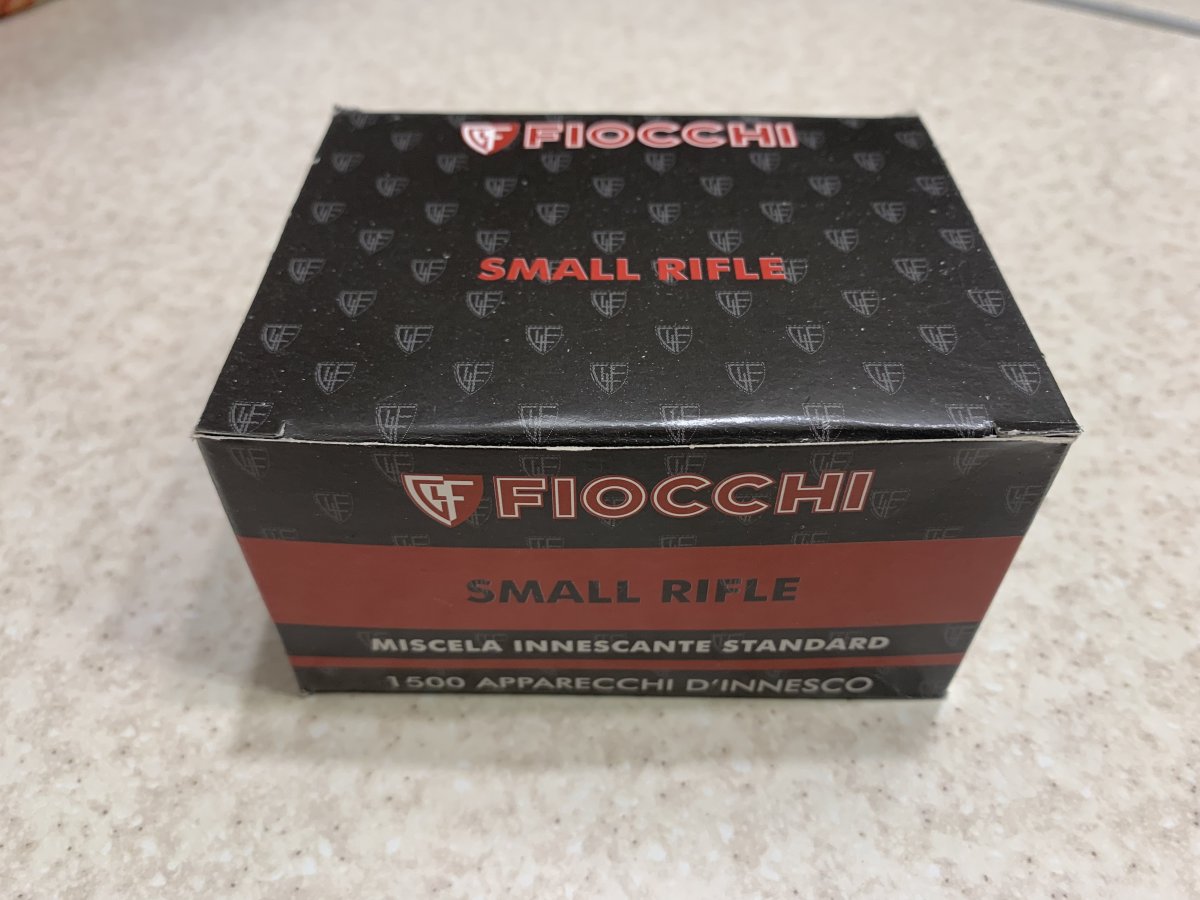 FIOCCHI
SMALL RIFLE
FIOCCHI
SMALL RIFLE
MISCELA INNESCANTE STANDARD
1500 APPARECCHI D'INNESCO